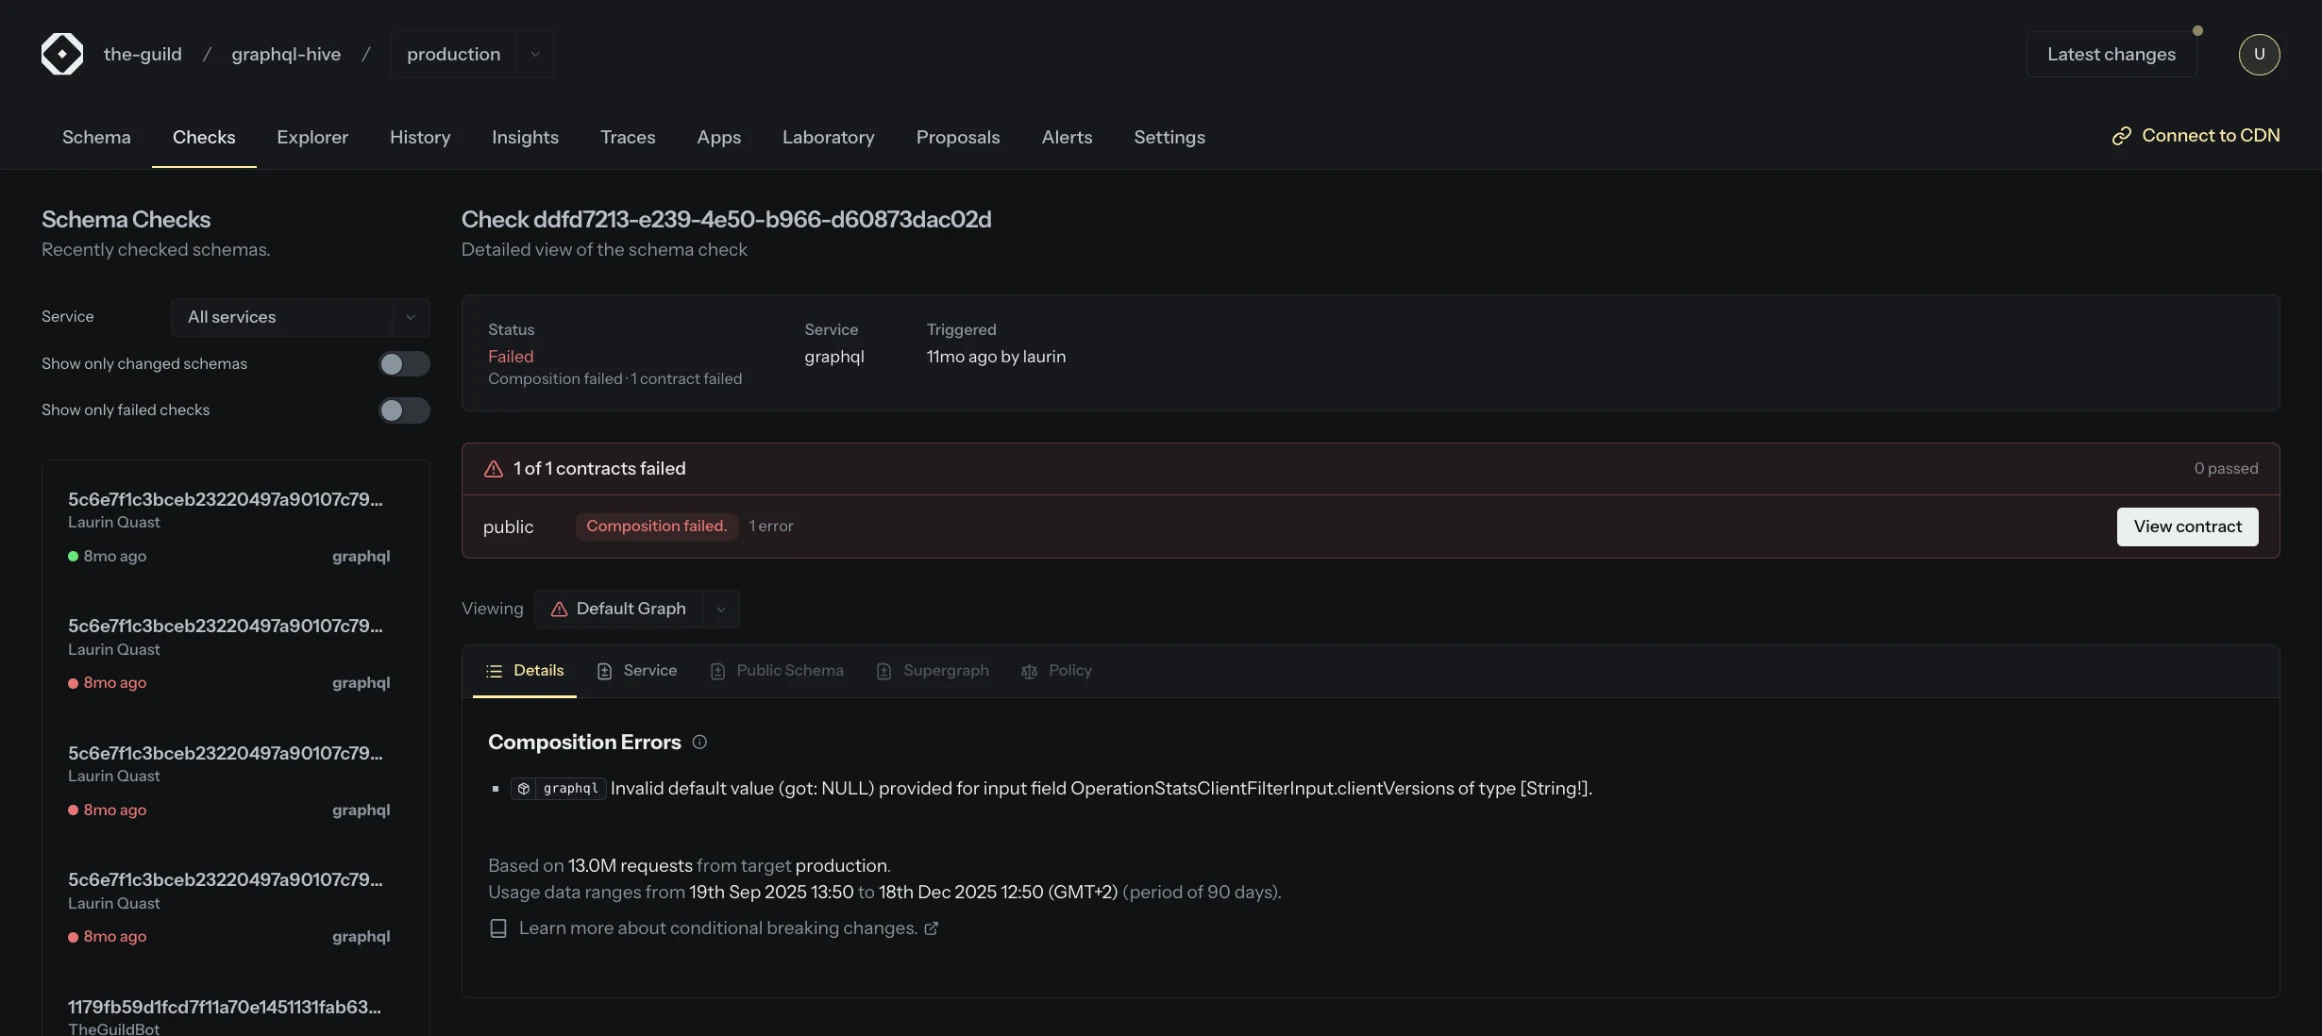 the-guild / graphql-hive / production
Latest changes
U
Schema Checks Explorer History Insights Traces Apps Laboratory Proposals Alerts Settings
Connect to CDN
Schema Checks
Recently checked schemas.
Service All services
Show only changed schemas
Show only failed checks
5c6e7f1c3bceb23220497a90107c79...
Laurin Quast
8mo ago graphql
5c6e7f1c3bceb23220497a90107c79...
Laurin Quast
8mo ago graphql
5c6e7f1c3bceb23220497a90107c79...
Laurin Quast
8mo ago graphql
5c6e7f1c3bceb23220497a90107c79...
Laurin Quast
8mo ago graphql
1179fb59d1fcd7f11a70e1451131fab63...
TheGuildBot
Check ddfd7213-e239-4e50-b966-d60873dac02d
Detailed view of the schema check
Status Service Triggered
Failed graphql 11mo ago by laurin
Composition failed · 1 contract failed
1 of 1 contracts failed 0 passed
public Composition failed. 1 error View contract
Viewing Default Graph
Details Service Public Schema Supergraph Policy
Composition Errors
graphql Invalid default value (got: NULL) provided for input field OperationStatsClientFilterInput.clientVersions of type [String!].
Based on 13.0M requests from target production.
Usage data ranges from 19th Sep 2025 13:50 to 18th Dec 2025 12:50 (GMT+2) (period of 90 days).
Learn more about conditional breaking changes.